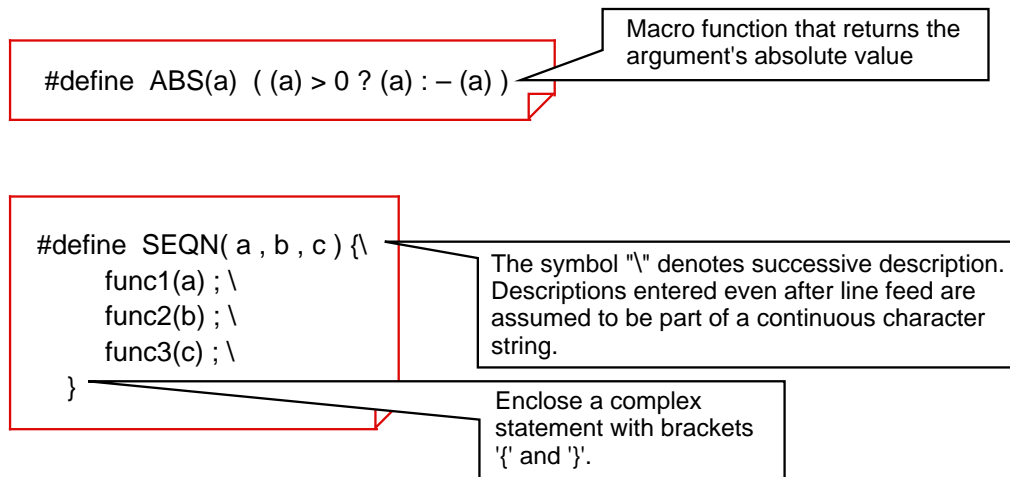 Macro function that returns the
argument's absolute value
#define ABS(a) ( (a) > 0 ? (a) : – (a) )
#define SEQN( a , b , c ) {\
func1(a) ; \
func2(b) ; \
func3(c) ; \
}
The symbol "\" denotes successive description.
Descriptions entered even after line feed are
assumed to be part of a continuous character
string.
Enclose a complex
statement with brackets
'{' and '}'.